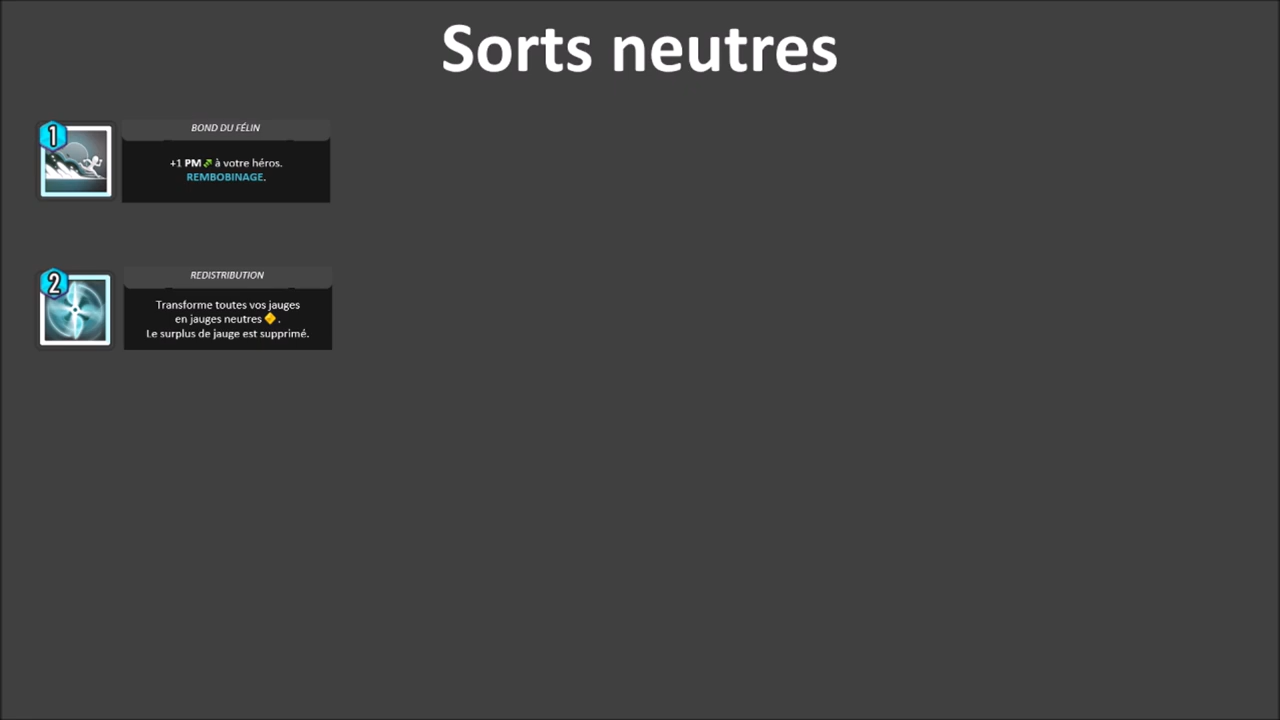 Sorts neutres
1
BOND DU FÉLIN
+1 PM à votre héros.
REMBOBINAGE.
2
REDISTRIBUTION
Transforme toutes vos jauges
en jauges neutres .
Le surplus de jauge est supprimé.